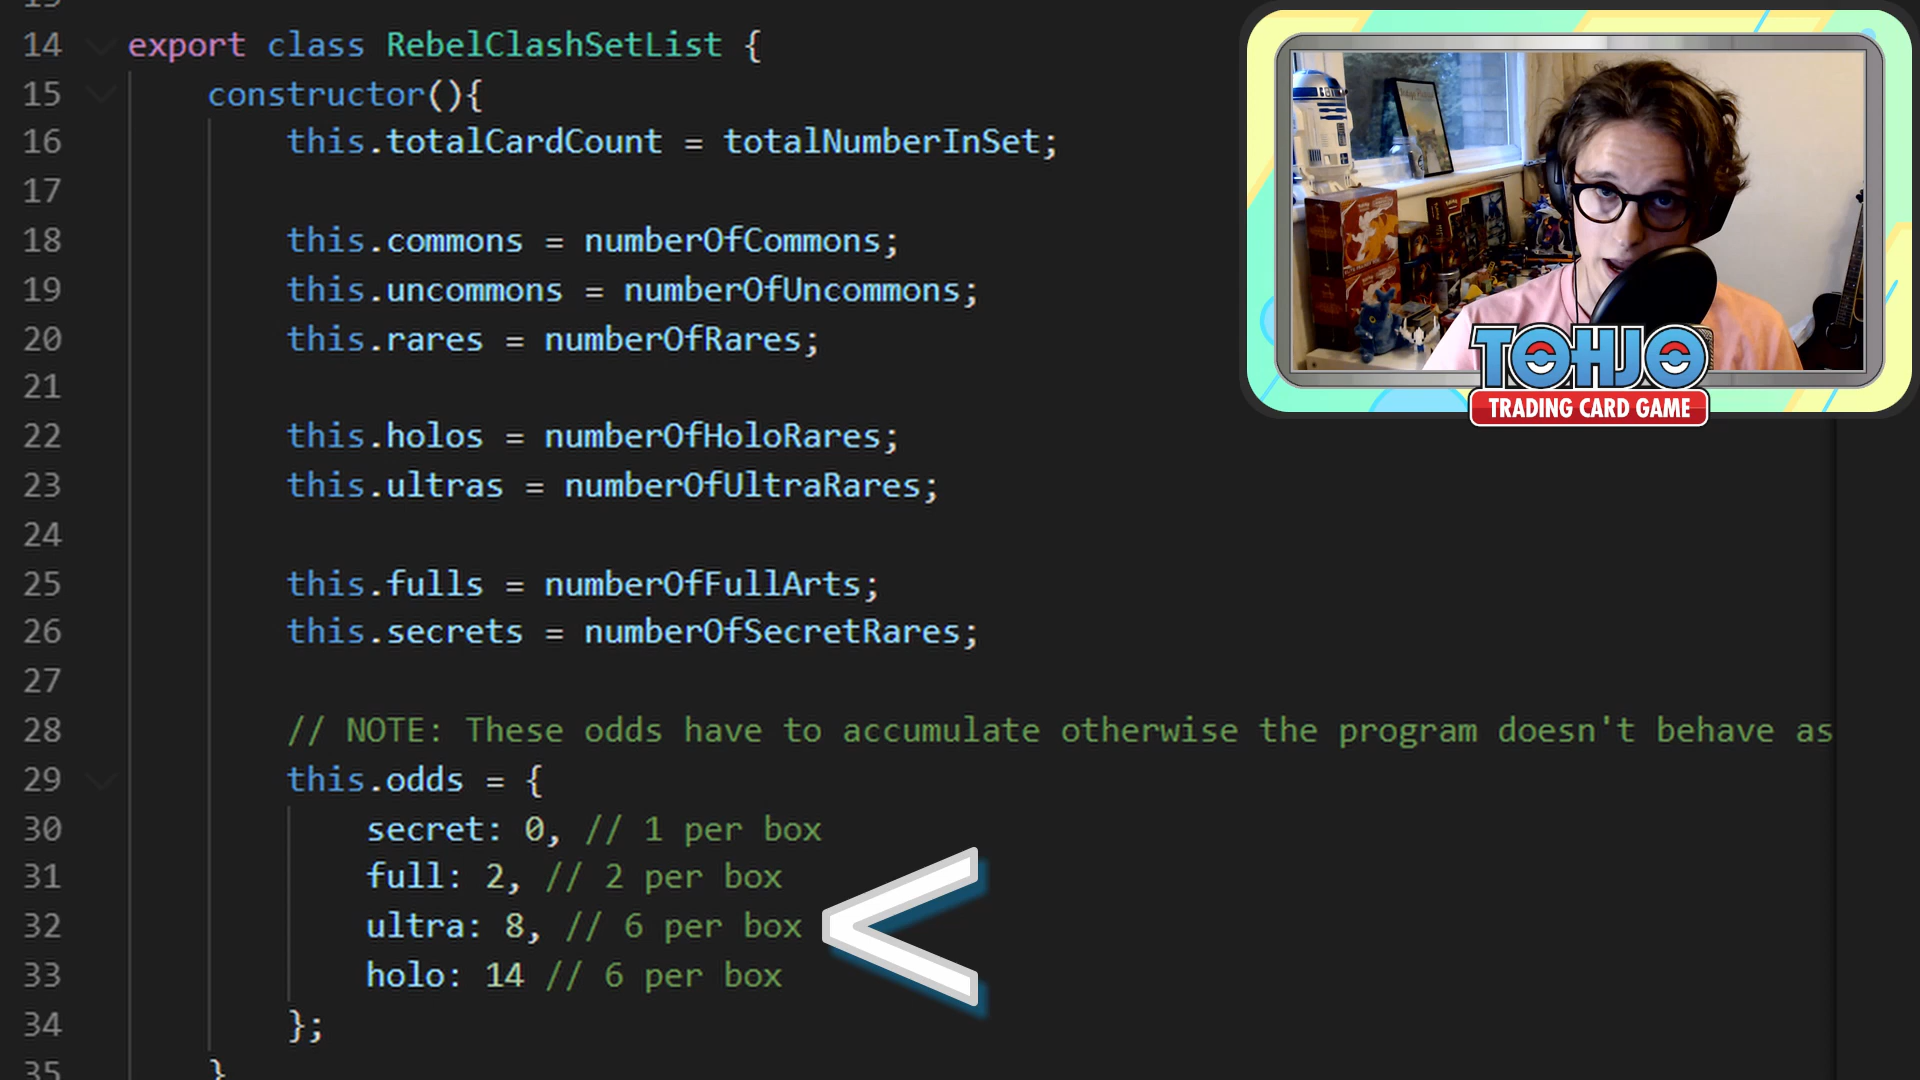 14 export class RebelClashSetList {
15 constructor(){
16 this.totalCardCount = totalNumberInSet;
17
18 this.commons = numberOfCommons;
19 this.uncommons = numberOfUncommons;
20 this.rares = numberOfRares;
21
22 this.holos = numberOfHoloRares;
23 this.ultras = numberOfUltraRares;
24
25 this.fulls = numberOfFullArts;
26 this.secrets = numberOfSecretRares;
27
28 // NOTE: These odds have to accumulate otherwise the program doesn't behave as
29 this.odds = {
30 secret: 0, // 1 per box
31 full: 2, // 2 per box
32 ultra: 8, // 6 per box
33 holo: 14 // 6 per box
34 };
35 }
TOHJO
TRADING CARD GAME